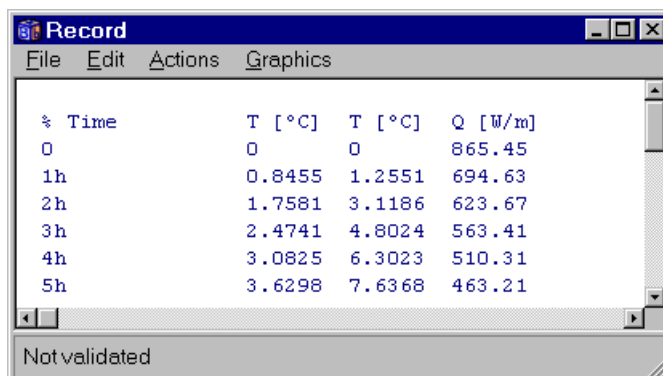 Record
File Edit Actions Graphics
% Time T [°C] T [°C] Q [W/m]
0 0 0 865.45
1h 0.8455 1.2551 694.63
2h 1.7581 3.1186 623.67
3h 2.4741 4.8024 563.41
4h 3.0825 6.3023 510.31
5h 3.6298 7.6368 463.21
Not validated